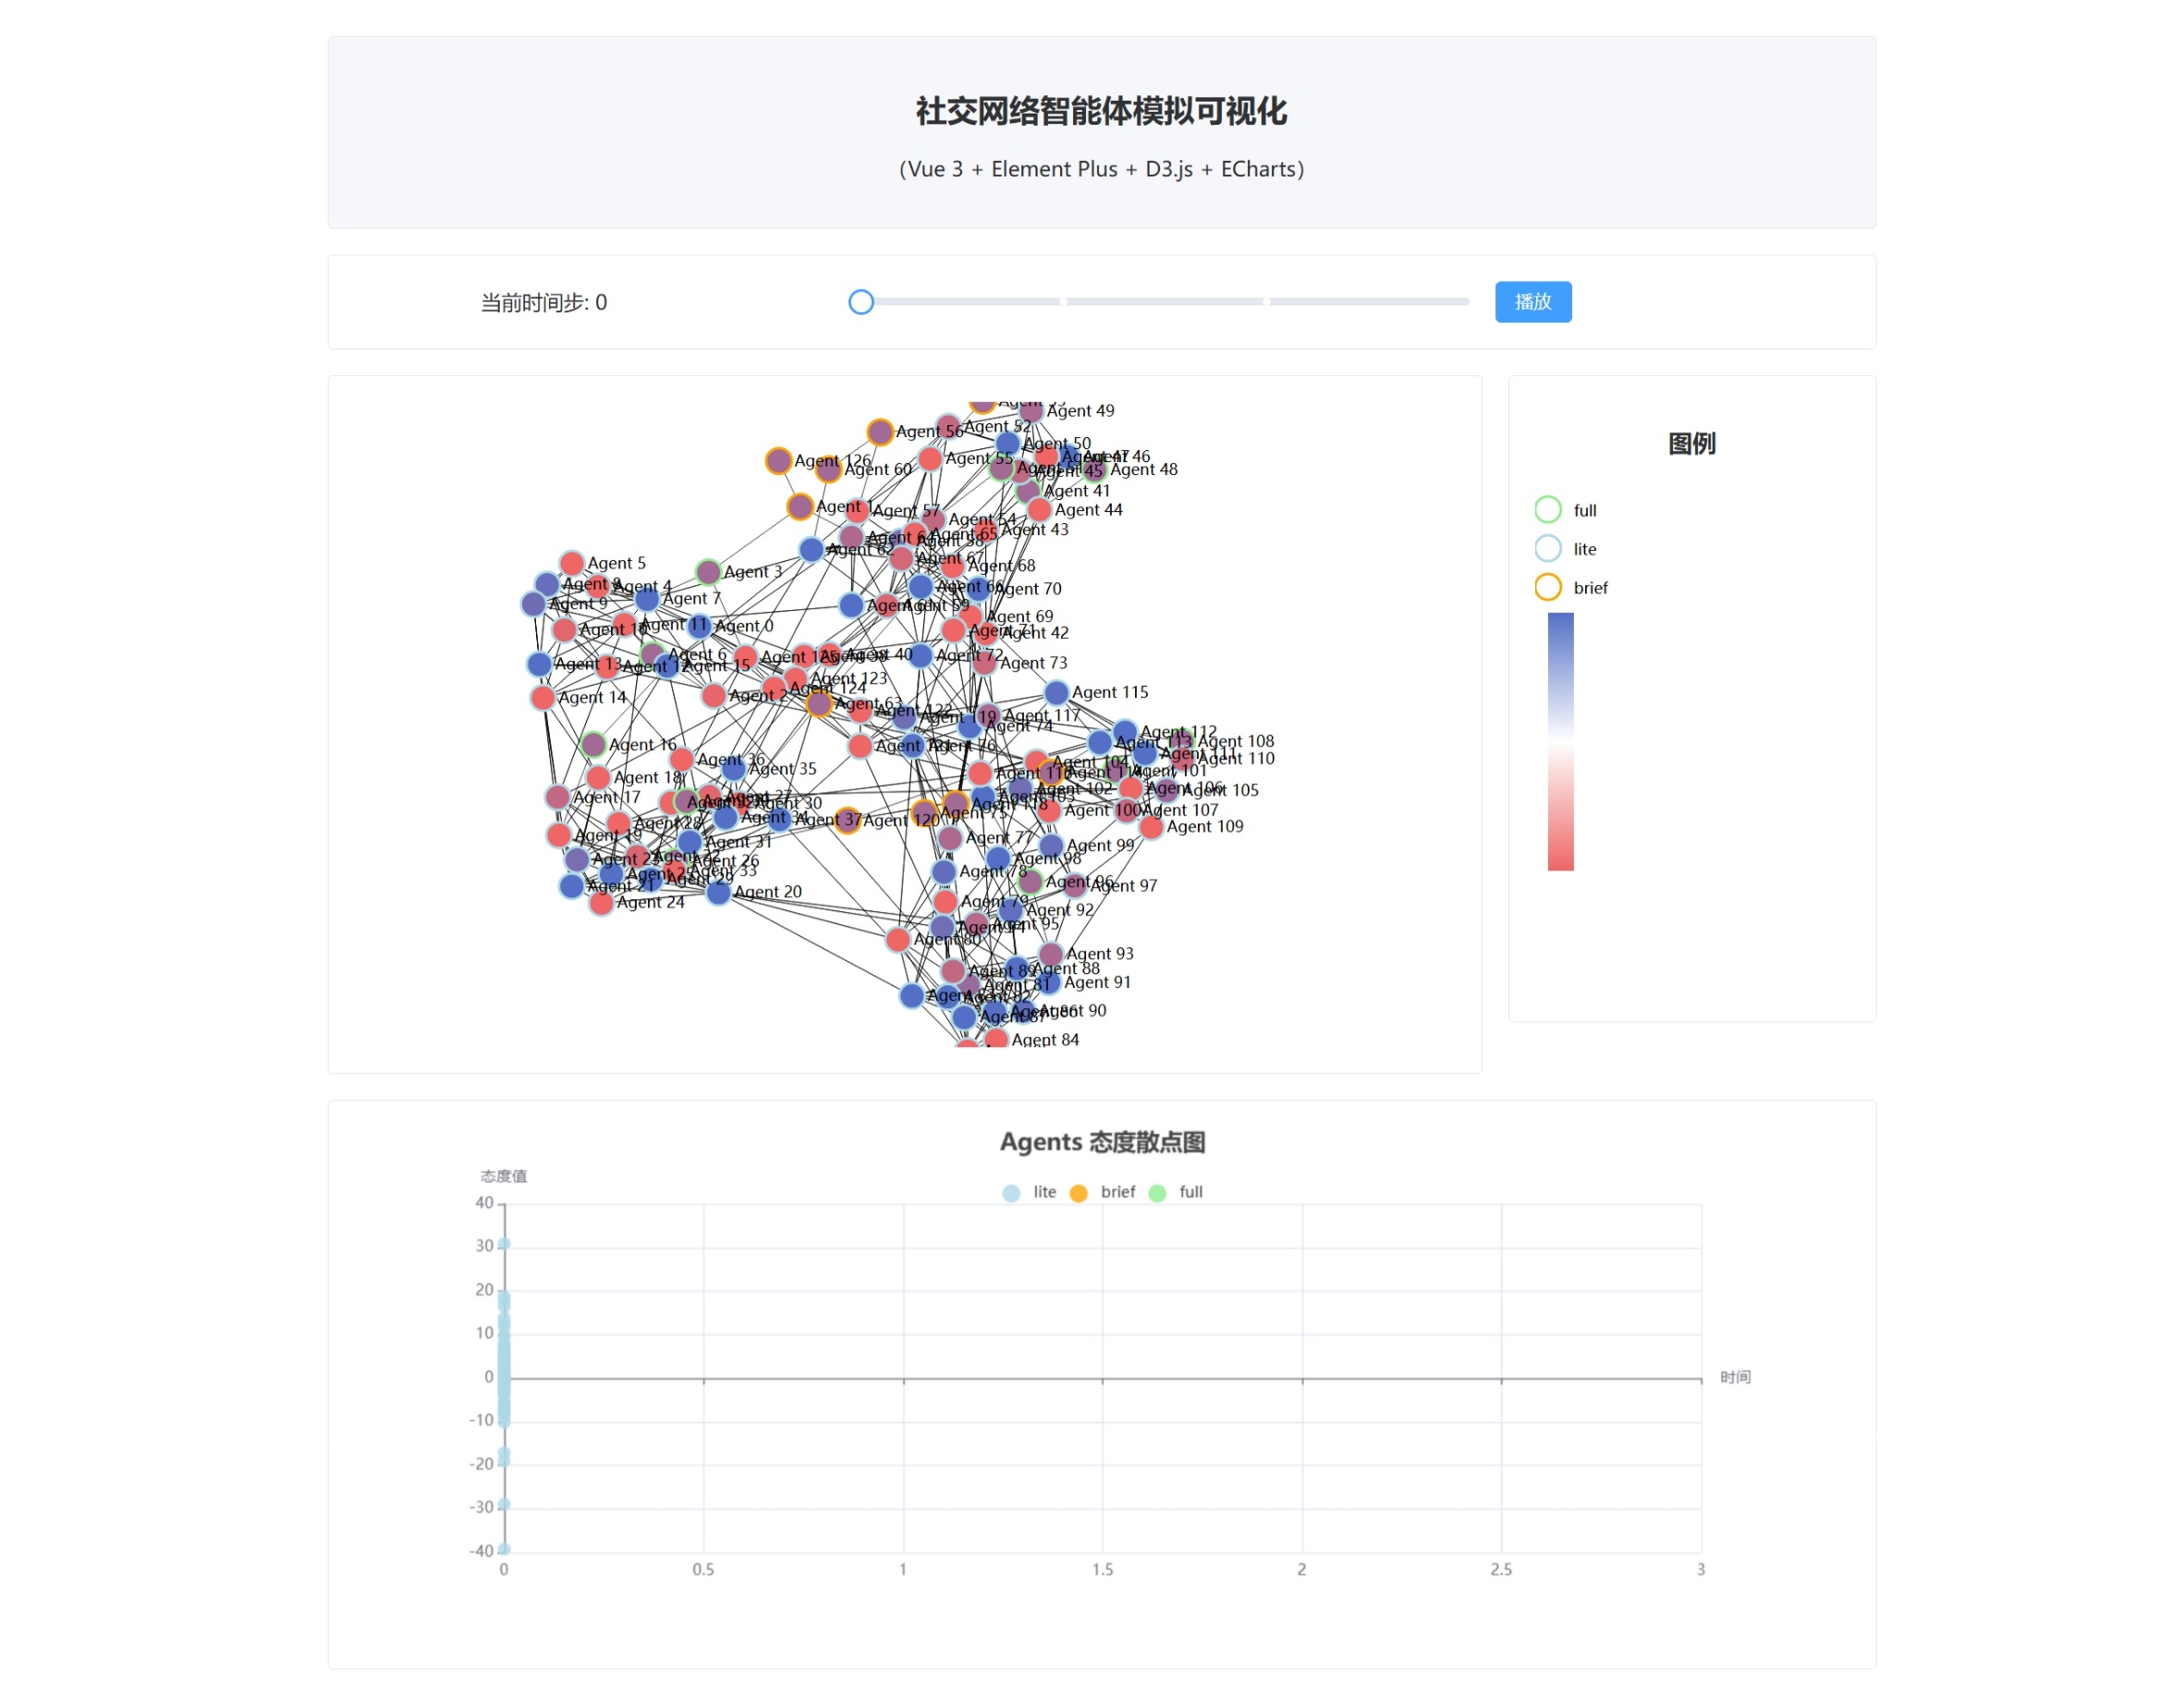 社交网络智能体模拟可视化
（Vue 3 + Element Plus + D3.js + ECharts）
当前时间步: 0
播放
Agent 49
Agent 52
Agent 56
Agent 50
Agent 126
Agent 55
Agent 46
Agent 60
Agent 45
Agent 48
Agent 41
Agent 1
Agent 57
Agent 44
Agent 54
Agent 43
Agent 65
Agent 62
Agent 67
Agent 5
Agent 68
Agent 3
Agent 4
Agent 66
Agent 70
Agent 7
Agent 9
Agent 59
Agent 69
Agent 11
Agent 0
Agent 71
Agent 42
Agent 6
Agent 40
Agent 72
Agent 13
Agent 12
Agent 15
Agent 73
Agent 123
Agent 124
Agent 14
Agent 2
Agent 115
Agent 63
Agent 122
Agent 119
Agent 117
Agent 74
Agent 112
Agent 16
Agent 76
Agent 113
Agent 108
Agent 111
Agent 110
Agent 36
Agent 35
Agent 104
Agent 101
Agent 18
Agent 102
Agent 106
Agent 105
Agent 17
Agent 27
Agent 30
Agent 103
Agent 118
Agent 100
Agent 107
Agent 75
Agent 34
Agent 37
Agent 120
Agent 28
Agent 109
Agent 19
Agent 77
Agent 31
Agent 99
Agent 98
Agent 26
Agent 33
Agent 78
Agent 29
Agent 21
Agent 96
Agent 97
Agent 20
Agent 24
Agent 79
Agent 92
Agent 95
Agent 80
Agent 93
Agent 89
Agent 88
Agent 91
Agent 81
Agent 82
Agent 86
Agent 90
Agent 87
Agent 84
图例
full
lite
brief
Agents 态度散点图
态度值
lite brief full
40
30
20
10
0
-10
-20
-30
-40
时间
0 0.5 1 1.5 2 2.5 3